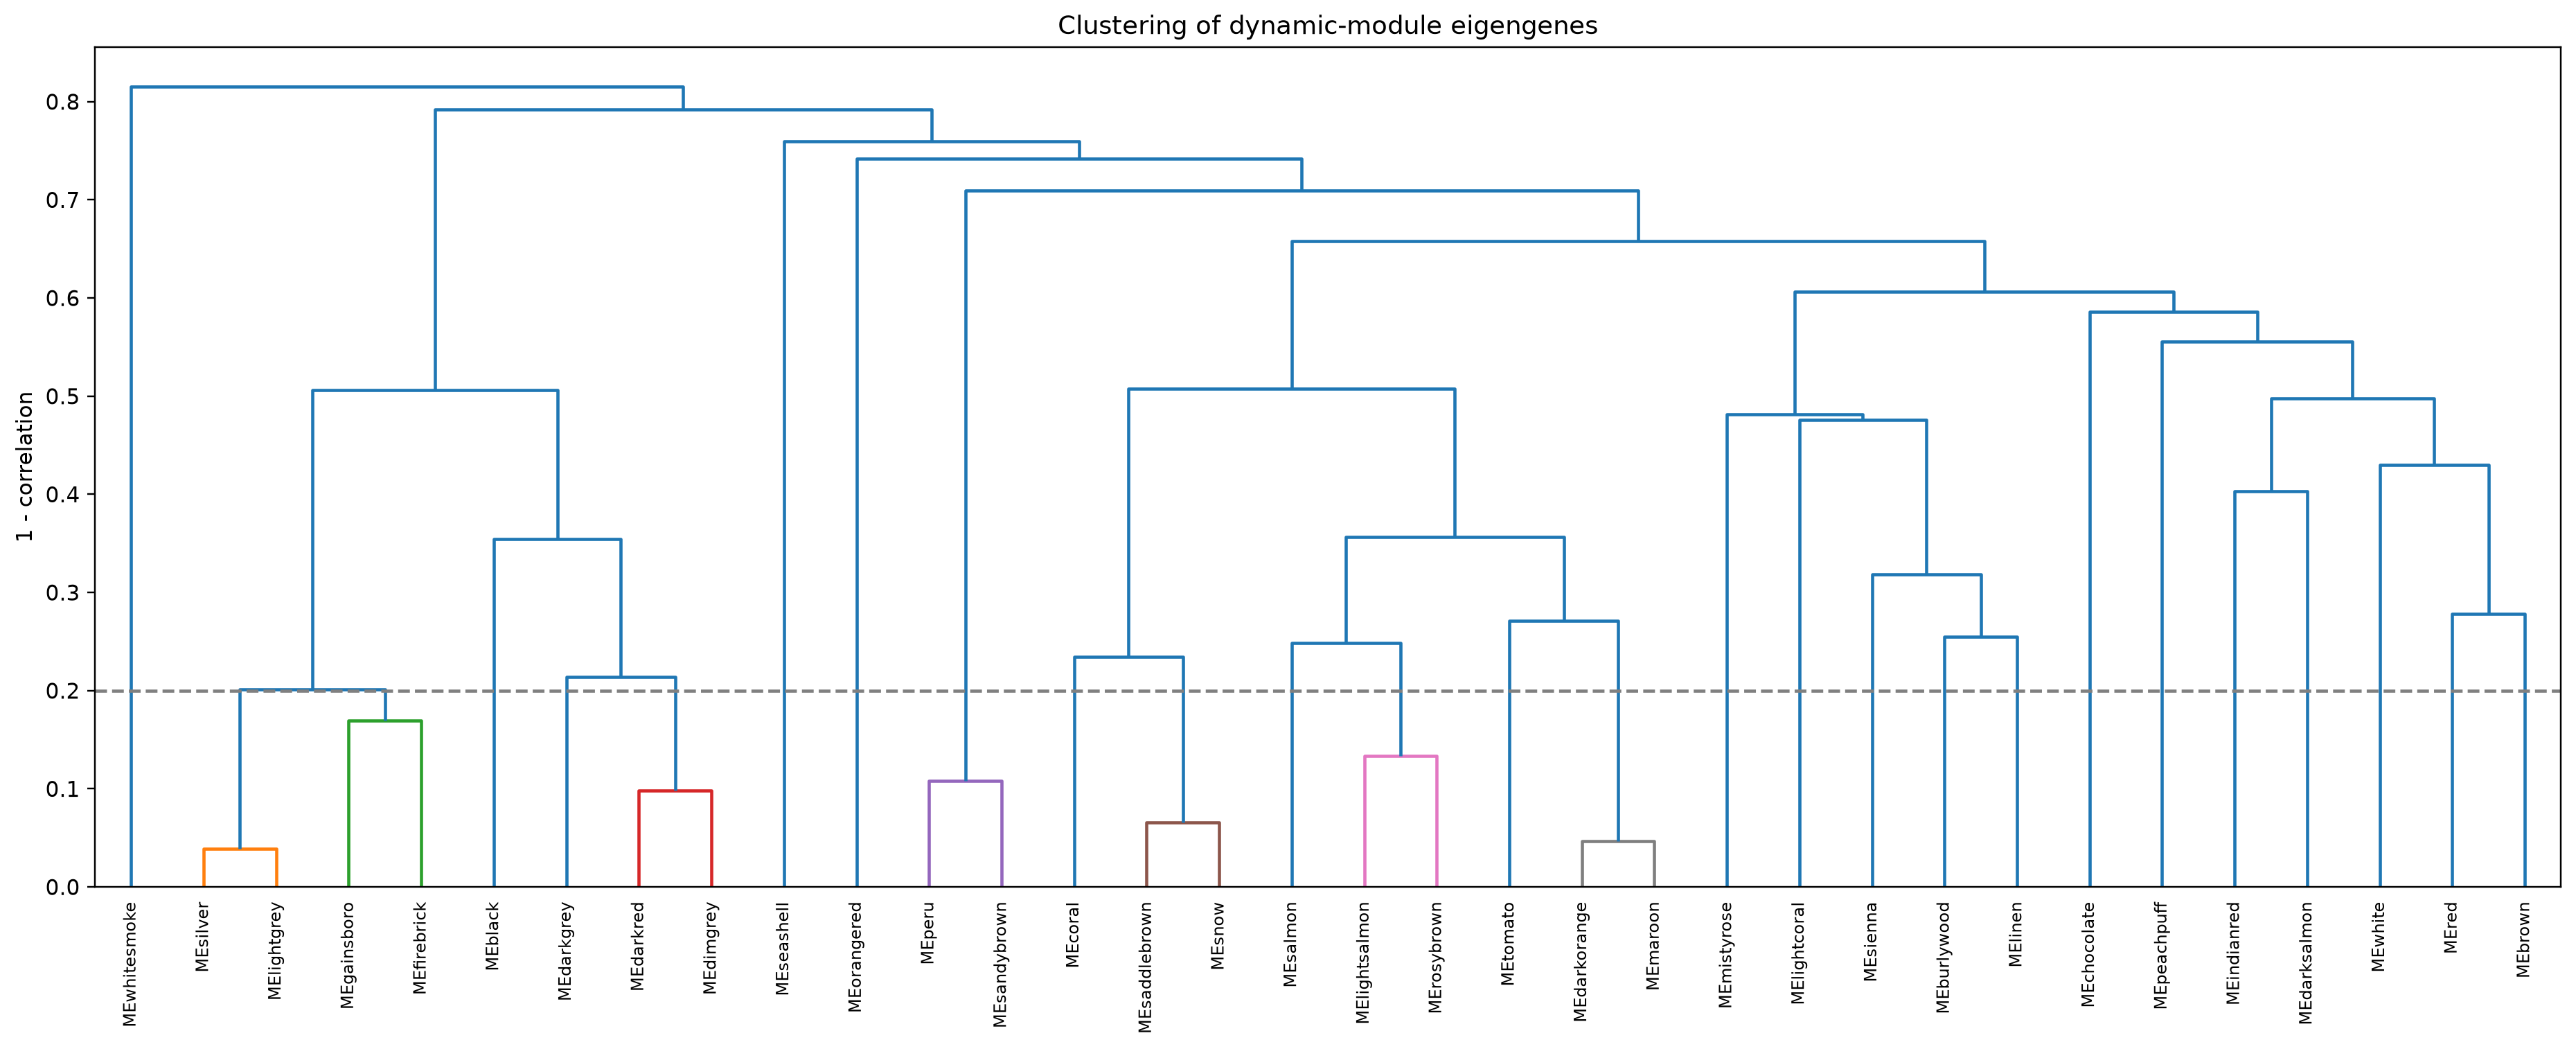 Clustering of dynamic-module eigengenes
1 - correlation
0.8
0.7
0.6
0.5
0.4
0.3
0.2
0.1
0.0
MEwhitesmoke
MEsilver
MElightgrey
MEgainsboro
MEfirebrick
MEblack
MEdarkgrey
MEdarkred
MEdimgrey
MEseashell
MEorangered
MEperu
MEsandybrown
MEcoral
MEsaddlebrown
MEsnow
MEsalmon
MElightsalmon
MErosybrown
MEtomato
MEdarkorange
MEmaroon
MEmistyrose
MElightcoral
MEsienna
MEburlywood
MElinen
MEchocolate
MEpeachpuff
MEindianred
MEdarksalmon
MEwhite
MEred
MEbrown